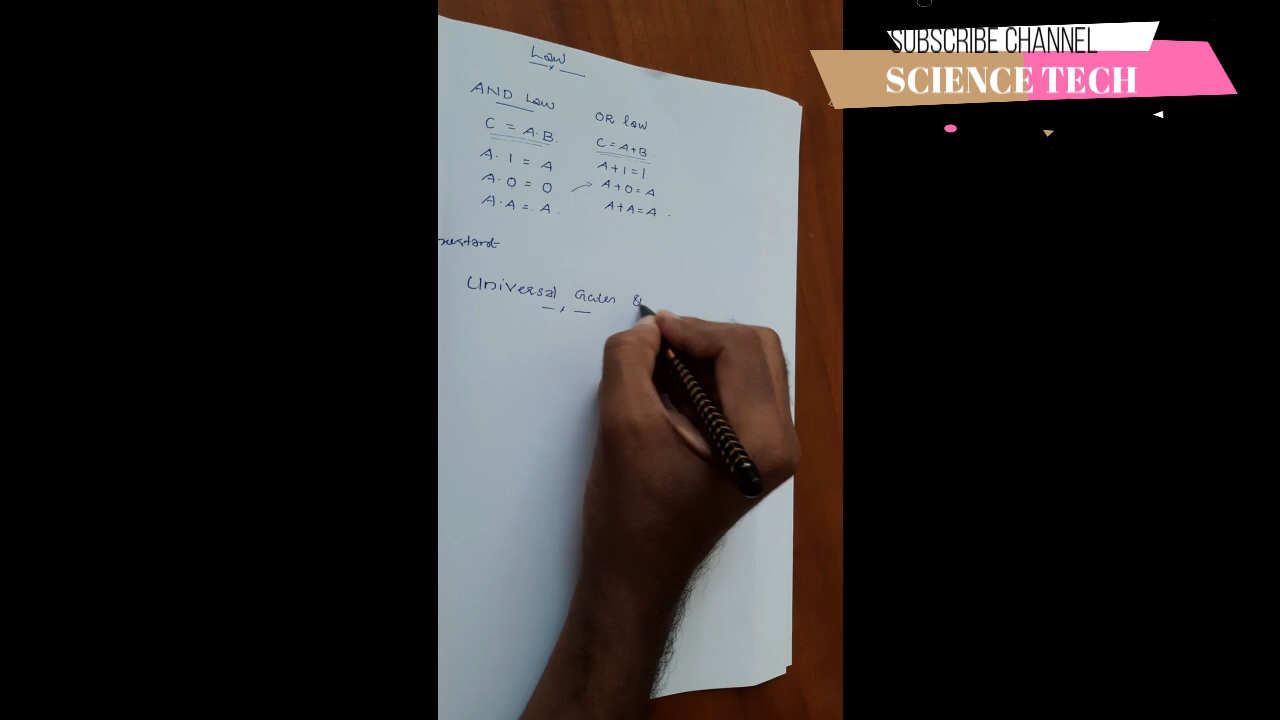 Law
AND Law
C = A·B
A·1 = A
A·0 = 0
A·A = A.
OR law
C = A+B
A+1=1
A+0=A
A+A=A.
Universal Gates &
SUBSCRIBE CHANNEL
SCIENCE TECH